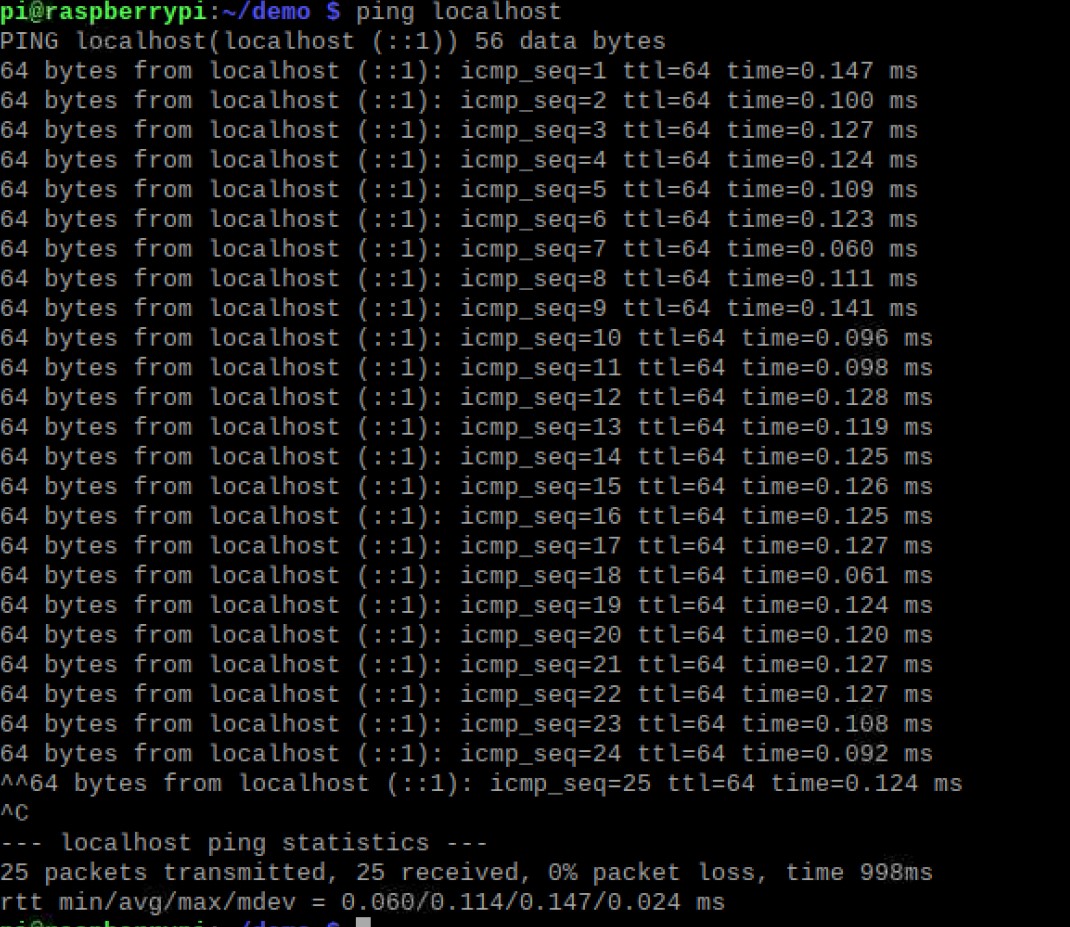 pi@raspberrypi:~/demo $ ping localhost
PING localhost(localhost (::1)) 56 data bytes
64 bytes from localhost (::1): icmp_seq=1 ttl=64 time=0.147 ms
64 bytes from localhost (::1): icmp_seq=2 ttl=64 time=0.100 ms
64 bytes from localhost (::1): icmp_seq=3 ttl=64 time=0.127 ms
64 bytes from localhost (::1): icmp_seq=4 ttl=64 time=0.124 ms
64 bytes from localhost (::1): icmp_seq=5 ttl=64 time=0.109 ms
64 bytes from localhost (::1): icmp_seq=6 ttl=64 time=0.123 ms
64 bytes from localhost (::1): icmp_seq=7 ttl=64 time=0.060 ms
64 bytes from localhost (::1): icmp_seq=8 ttl=64 time=0.111 ms
64 bytes from localhost (::1): icmp_seq=9 ttl=64 time=0.141 ms
64 bytes from localhost (::1): icmp_seq=10 ttl=64 time=0.096 ms
64 bytes from localhost (::1): icmp_seq=11 ttl=64 time=0.098 ms
64 bytes from localhost (::1): icmp_seq=12 ttl=64 time=0.128 ms
64 bytes from localhost (::1): icmp_seq=13 ttl=64 time=0.119 ms
64 bytes from localhost (::1): icmp_seq=14 ttl=64 time=0.125 ms
64 bytes from localhost (::1): icmp_seq=15 ttl=64 time=0.126 ms
64 bytes from localhost (::1): icmp_seq=16 ttl=64 time=0.125 ms
64 bytes from localhost (::1): icmp_seq=17 ttl=64 time=0.127 ms
64 bytes from localhost (::1): icmp_seq=18 ttl=64 time=0.061 ms
64 bytes from localhost (::1): icmp_seq=19 ttl=64 time=0.124 ms
64 bytes from localhost (::1): icmp_seq=20 ttl=64 time=0.120 ms
64 bytes from localhost (::1): icmp_seq=21 ttl=64 time=0.127 ms
64 bytes from localhost (::1): icmp_seq=22 ttl=64 time=0.127 ms
64 bytes from localhost (::1): icmp_seq=23 ttl=64 time=0.108 ms
64 bytes from localhost (::1): icmp_seq=24 ttl=64 time=0.092 ms
^^64 bytes from localhost (::1): icmp_seq=25 ttl=64 time=0.124 ms
^C
--- localhost ping statistics ---
25 packets transmitted, 25 received, 0% packet loss, time 998ms
rtt min/avg/max/mdev = 0.060/0.114/0.147/0.024 ms
pi@raspberrypi:~/demo $